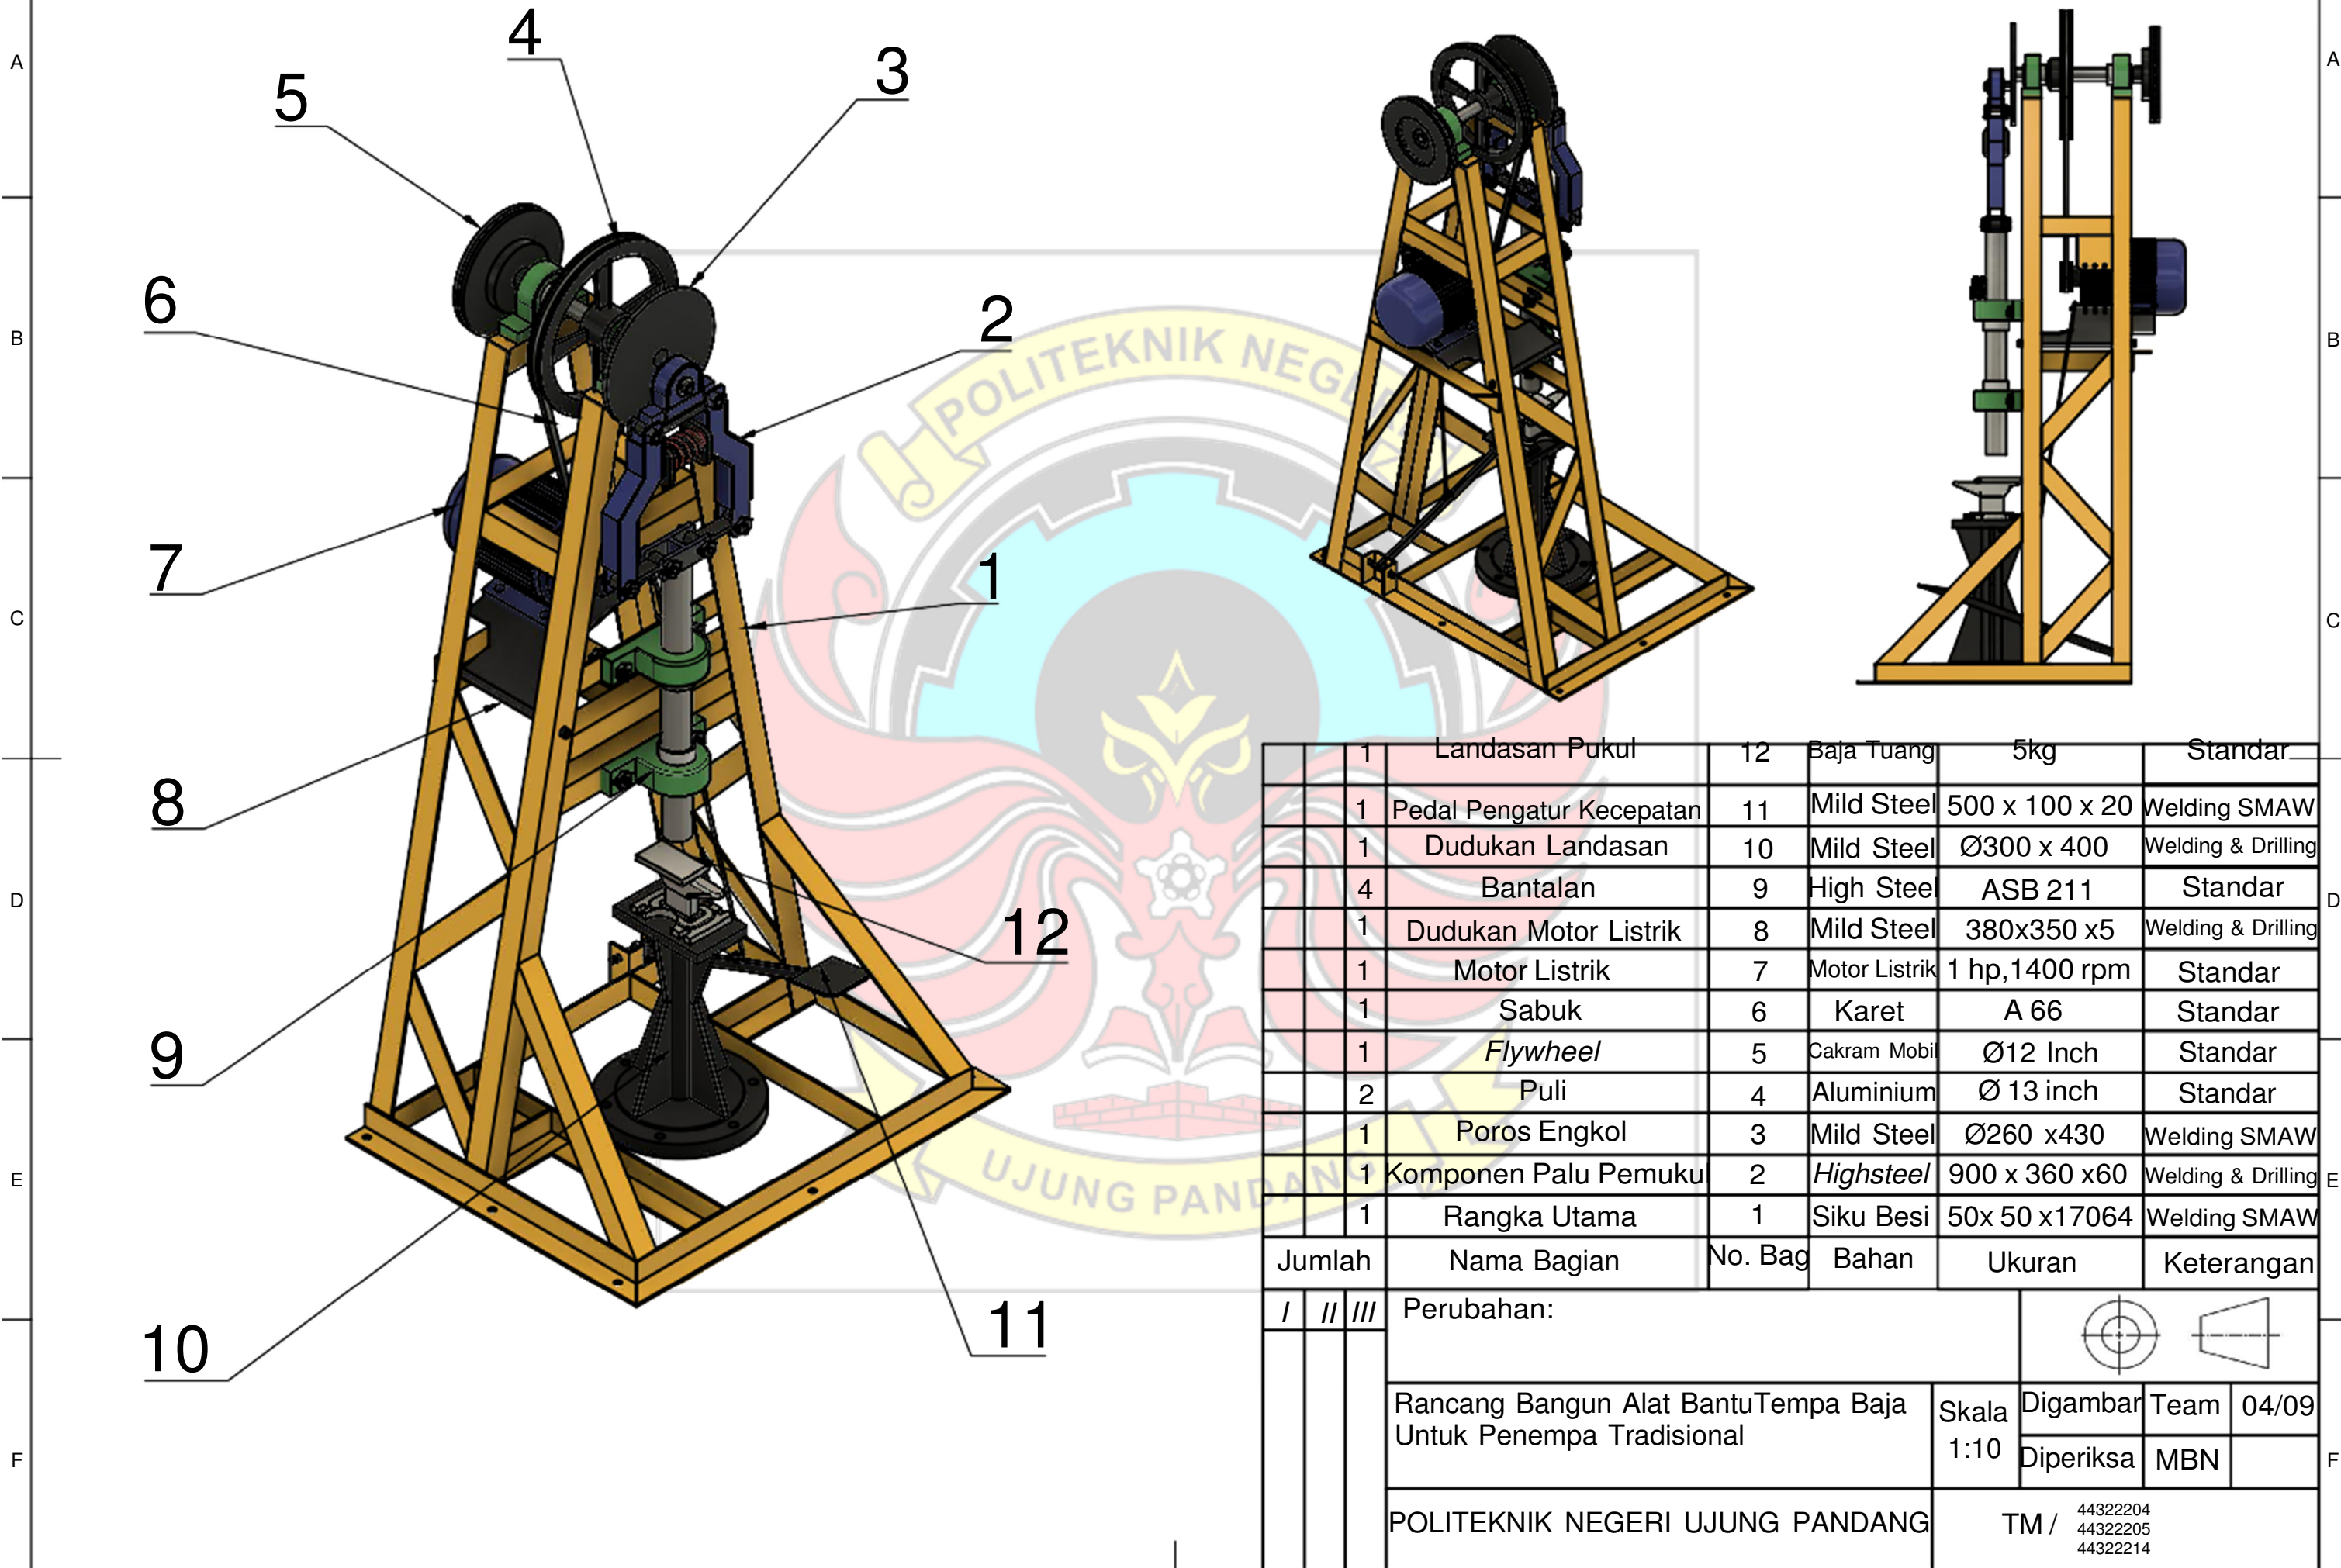 A
B
C
D
E
F
A
B
C
D
E
F
4
5
3
6
2
7
1
8
12
9
11
10
POLITEKNIK NEGERI
UJUNG PANDANG
1 Landasan Pukul 12 Baja Tuang 5kg Standar
1 Pedal Pengatur Kecepatan 11 Mild Steel 500 x 100 x 20 Welding SMAW
1 Dudukan Landasan 10 Mild Steel Ø300 x 400 Welding & Drilling
4 Bantalan 9 High Steel ASB 211 Standar
1 Dudukan Motor Listrik 8 Mild Steel 380x350 x5 Welding & Drilling
1 Motor Listrik 7 Motor Listrik 1 hp,1400 rpm Standar
1 Sabuk 6 Karet A 66 Standar
1 Flywheel 5 Cakram Mobil Ø12 Inch Standar
2 Puli 4 Aluminium Ø 13 inch Standar
1 Poros Engkol 3 Mild Steel Ø260 x430 Welding SMAW
1 Komponen Palu Pemukul 2 Highsteel 900 x 360 x60 Welding & Drilling
1 Rangka Utama 1 Siku Besi 50x 50 x17064 Welding SMAW
Jumlah Nama Bagian No. Bag Bahan Ukuran Keterangan
I II III Perubahan:
Rancang Bangun Alat BantuTempa Baja
Untuk Penempa Tradisional
Skala
1:10
Digambar Team 04/09
Diperiksa MBN
POLITEKNIK NEGERI UJUNG PANDANG
TM /
44322204
44322205
44322214